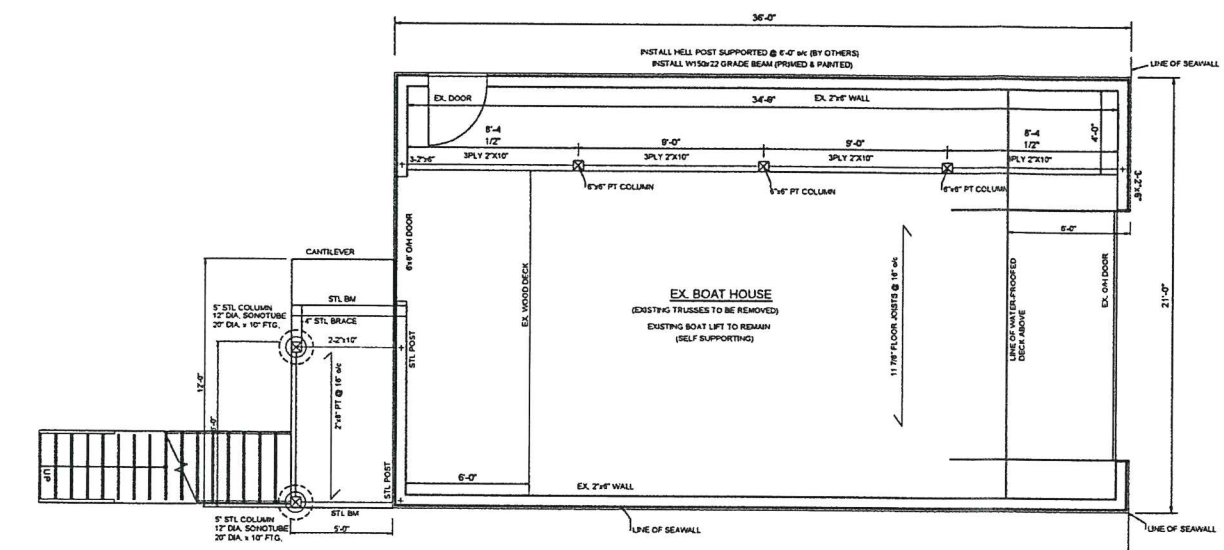 36'-0"
INSTALL HELL POST SUPPORTED @ 6'-0" o/c (BY OTHERS)
INSTALL W150x22 GRADE BEAM (PRIMED & PAINTED)
LINE OF SEAWALL
EX. DOOR
34'-8"
EX. 2"x6" WALL
8'-4
1/2"
9'-0"
9'-0"
8'-4
1/2"
4'-0"
3-2"x6"
3PLY 2"X10"
3PLY 2"X10"
3PLY 2"X10"
3PLY 2"X10"
3-2"x6"
6"x6" PT COLUMN
6"x6" PT COLUMN
6"x6" PT COLUMN
6'-0"
O/H DOOR
CANTILEVER
EX. WOOD DECK
EX. BOAT HOUSE
(EXISTING TRUSSES TO BE REMOVED)
EXISTING BOAT LIFT TO REMAIN
(SELF SUPPORTING)
11 7/8" FLOOR JOISTS @ 16" o/c
LINE OF WATER-PROOFED
DECK ABOVE
EX. O/H DOOR
21'-0"
5" STL COLUMN
12" DIA. SONOTUBE
20" DIA. x 10" FTG.
STL BM
4" STL BRACE
2-2"x10"
STL POST
12'-0"
2"x8" PT @ 16" o/c
UP
STL POST
6'-0"
EX. 2"x6" WALL
5" STL COLUMN
12" DIA. SONOTUBE
20" DIA. x 10" FTG.
STL BM
5'-0"
LINE OF SEAWALL
LINE OF SEAWALL